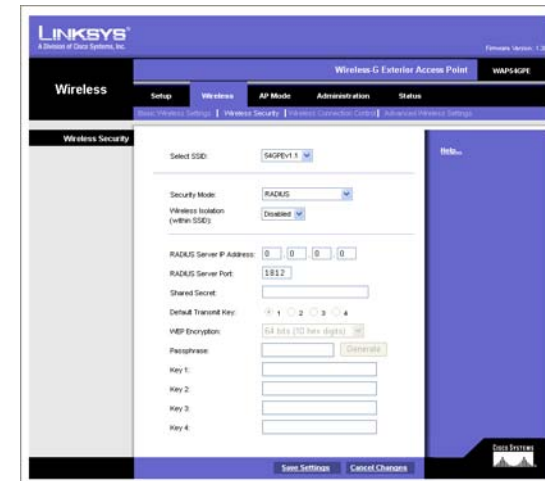 LINKSYS®
A Division of Cisco Systems, Inc.
Firmware Version: 1.3
Wireless
Wireless-G Exterior Access Point WAP54GPE
Setup Wireless AP Mode Administration Status
Basic Wireless Settings | Wireless Security | Wireless Connection Control | Advanced Wireless Settings
Wireless Security
Help...
Select SSID: 54GPEv1.1
Security Mode: RADIUS
Wireless Isolation (within SSID): Disabled
RADIUS Server IP Address: 0 . 0 . 0 . 0
RADIUS Server Port: 1812
Shared Secret:
Default Transmit Key: 1 2 3 4
WEP Encryption: 64 bits (10 hex digits)
Passphrase: Generate
Key 1:
Key 2:
Key 3:
Key 4:
Save Settings Cancel Changes
CISCO SYSTEMS